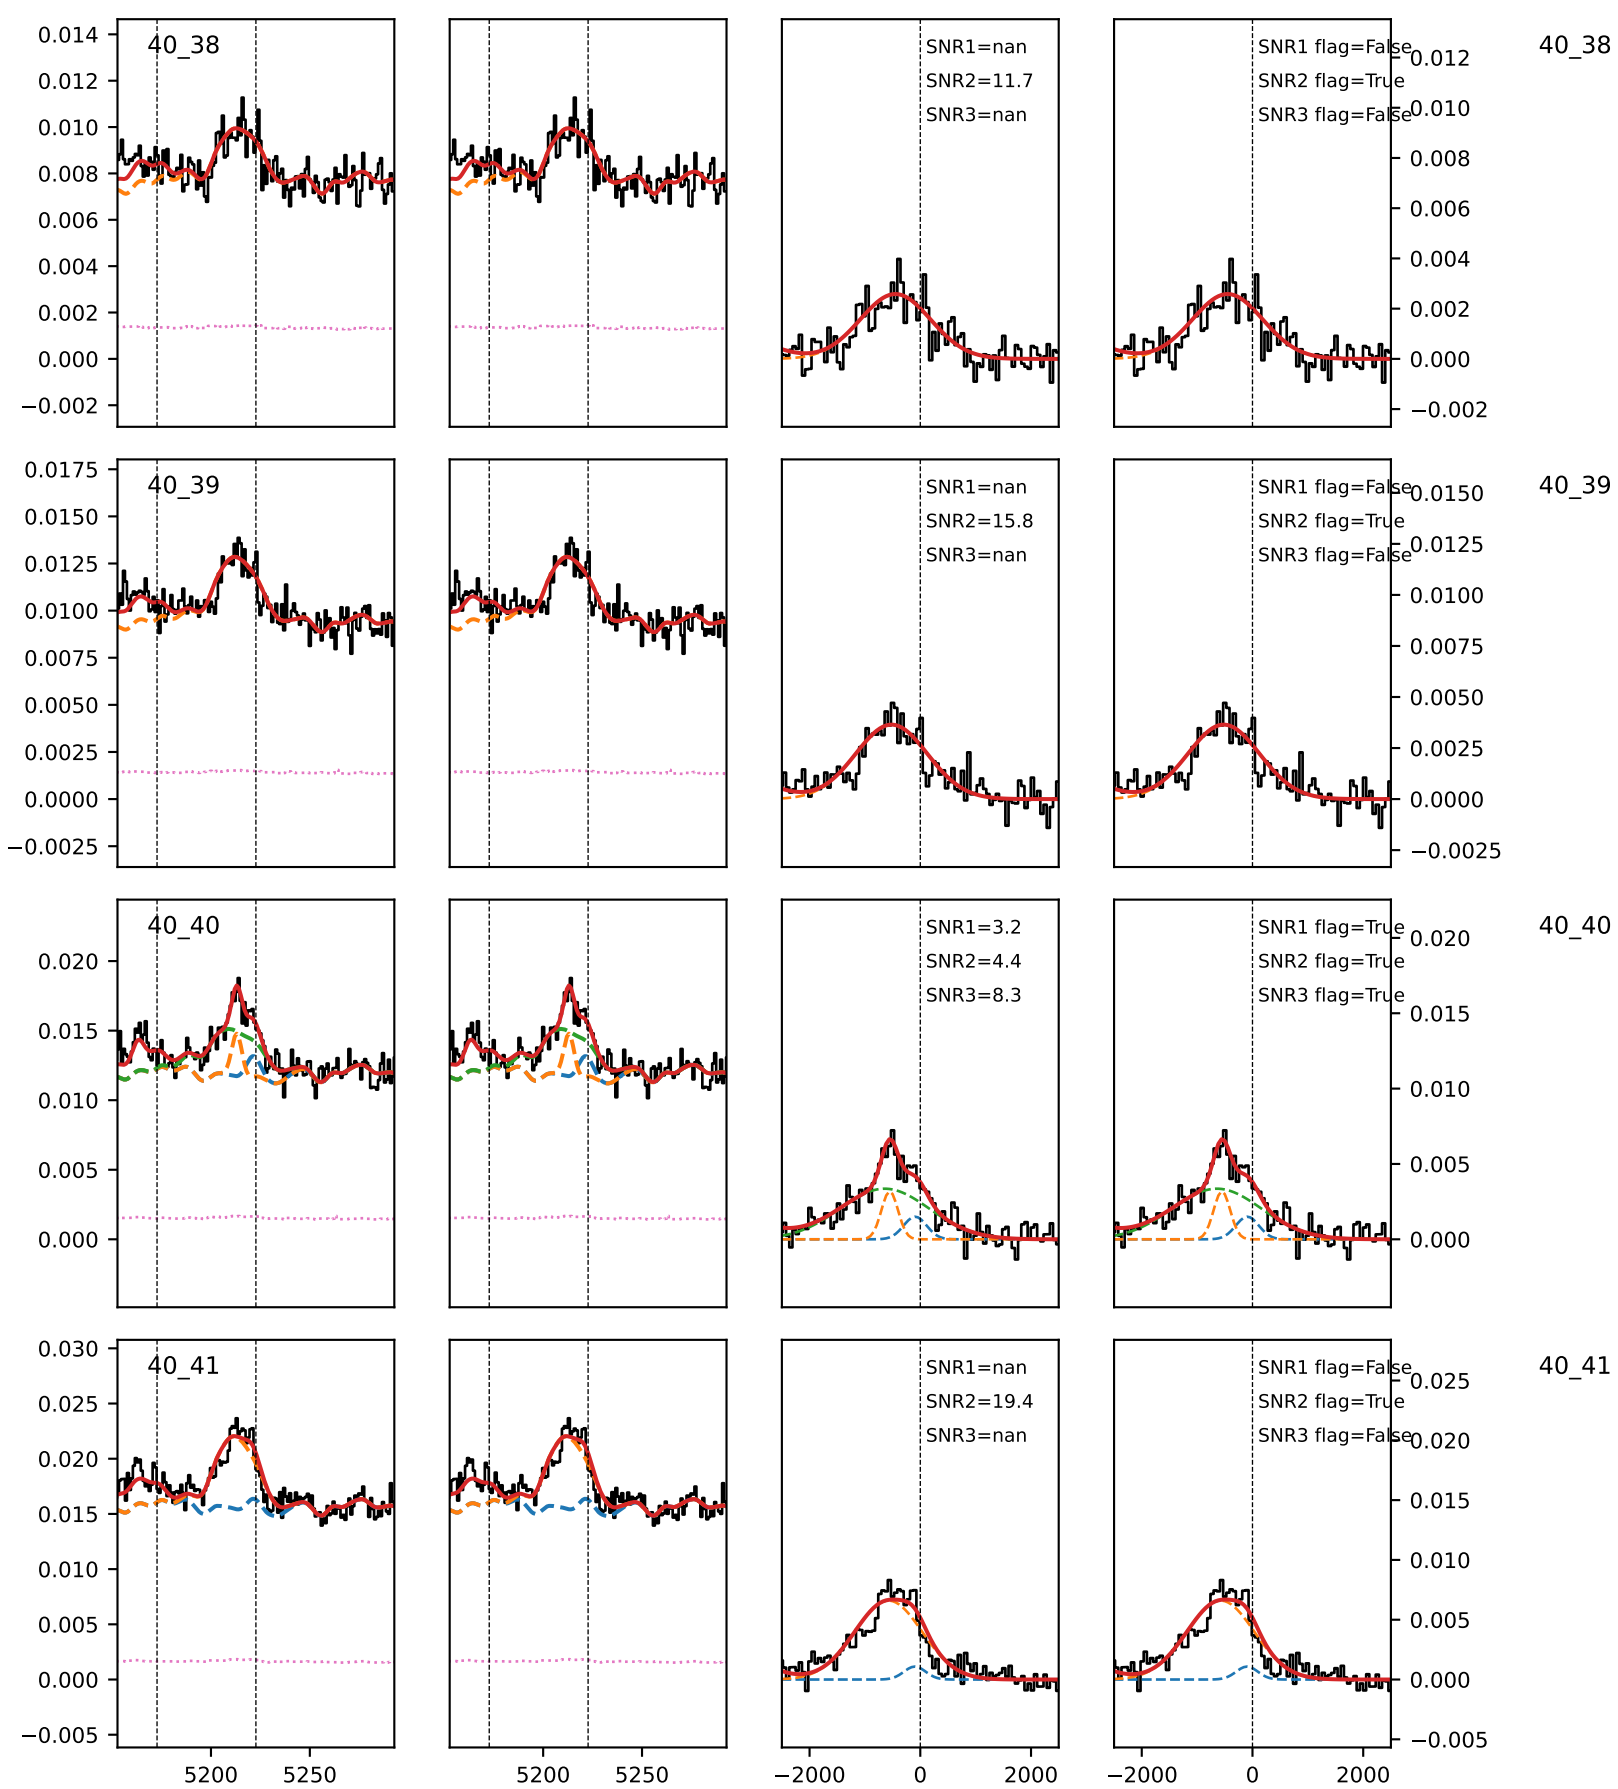 0.014
0.012
0.010
0.008
0.006
0.004
0.002
0.000
−0.002
40_38
SNR1=nan
SNR2=11.7
SNR3=nan
SNR1 flag=False
SNR2 flag=True
SNR3 flag=False
0.012
0.010
0.008
0.006
0.004
0.002
0.000
−0.002
40_38
0.0175
0.0150
0.0125
0.0100
0.0075
0.0050
0.0025
0.0000
−0.0025
40_39
SNR1=nan
SNR2=15.8
SNR3=nan
SNR1 flag=False
SNR2 flag=True
SNR3 flag=False
0.0150
0.0125
0.0100
0.0075
0.0050
0.0025
0.0000
−0.0025
40_39
0.020
0.015
0.010
0.005
0.000
40_40
SNR1=3.2
SNR2=4.4
SNR3=8.3
SNR1 flag=True
SNR2 flag=True
SNR3 flag=True
0.020
0.015
0.010
0.005
0.000
40_40
0.030
0.025
0.020
0.015
0.010
0.005
0.000
−0.005
40_41
SNR1=nan
SNR2=19.4
SNR3=nan
SNR1 flag=False
SNR2 flag=True
SNR3 flag=False
0.025
0.020
0.015
0.010
0.005
0.000
−0.005
40_41
5200 5250
5200 5250
−2000 0 2000
−2000 0 2000